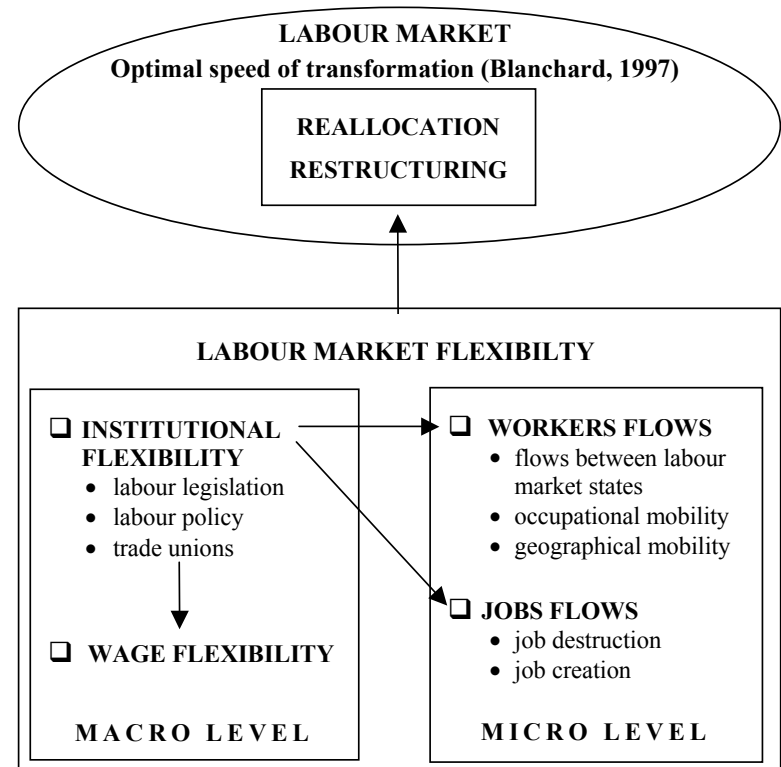 LABOUR MARKET
Optimal speed of transformation (Blanchard, 1997)
REALLOCATION
RESTRUCTURING
LABOUR MARKET FLEXIBILTY
❑ INSTITUTIONAL
FLEXIBILITY
• labour legislation
• labour policy
• trade unions
❑ WAGE FLEXIBILITY
MACRO LEVEL
❑ WORKERS FLOWS
• flows between labour
market states
• occupational mobility
• geographical mobility
❑ JOBS FLOWS
• job destruction
• job creation
MICRO LEVEL